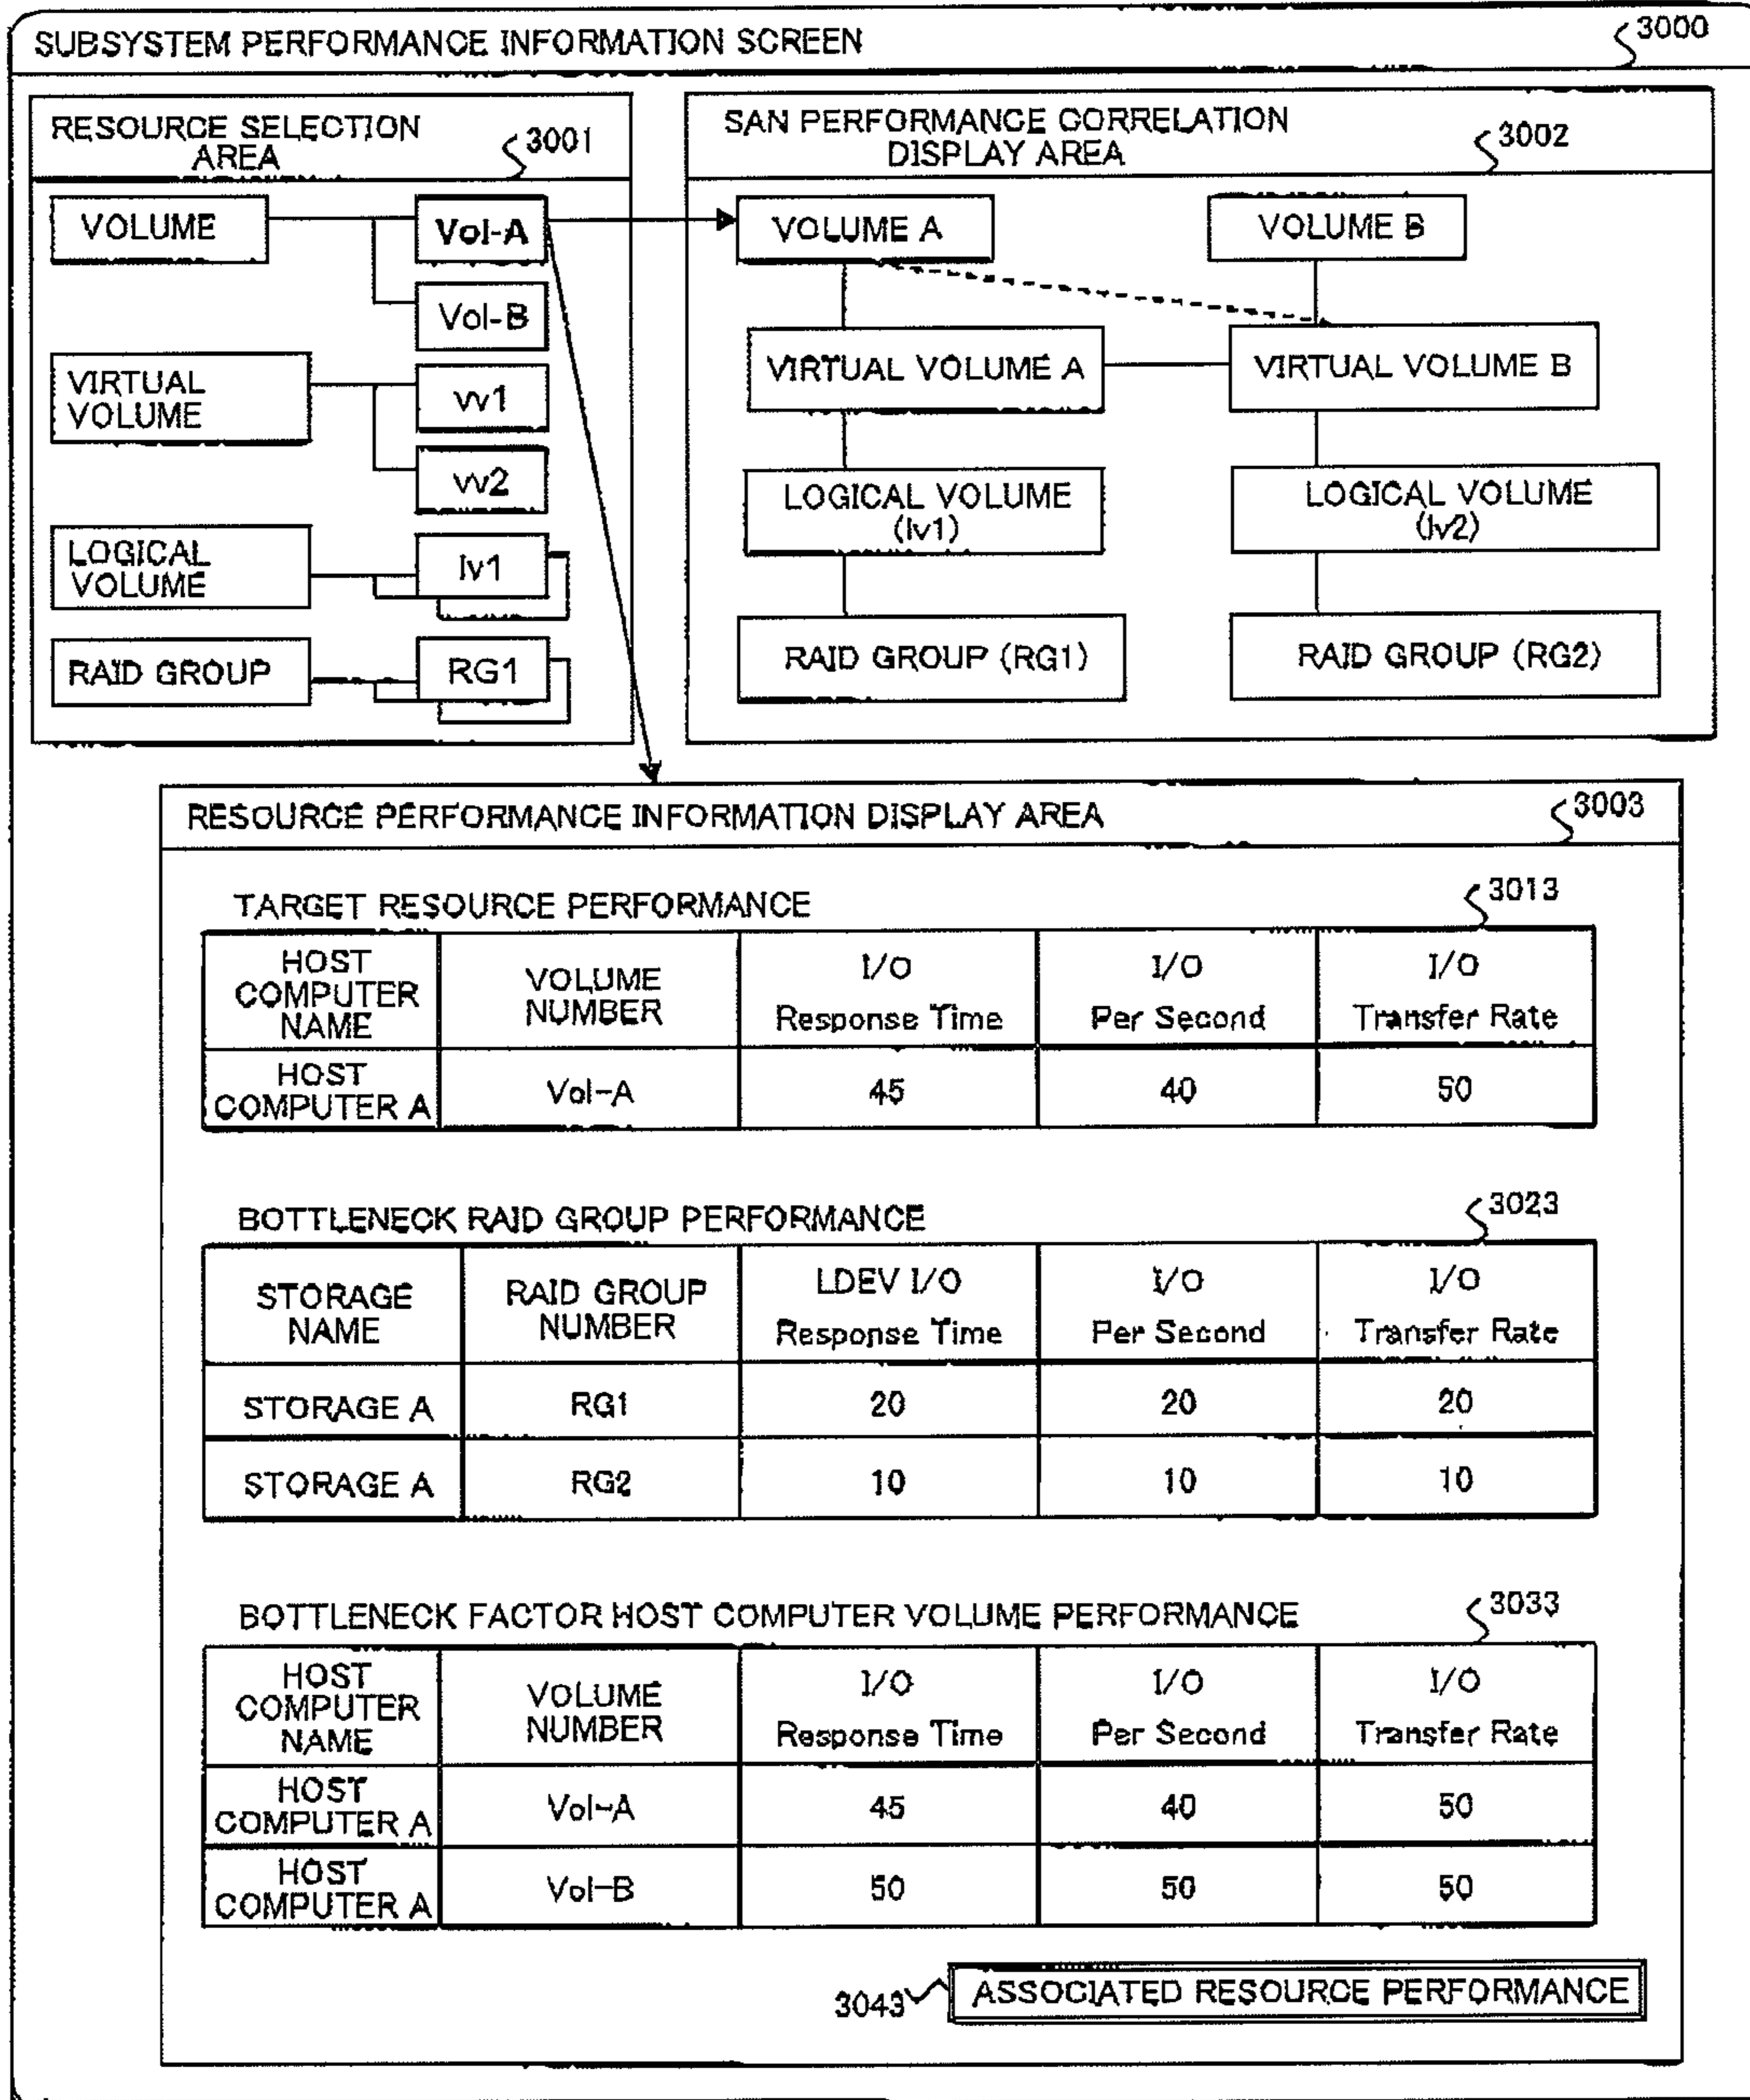 SUBSYSTEM PERFORMANCE INFORMATION SCREEN
3000
RESOURCE SELECTION
AREA
3001
VOLUME
Vol-A
Vol-B
VIRTUAL
VOLUME
vv1
vv2
LOGICAL
VOLUME
lv1
RAID GROUP
RG1
SAN PERFORMANCE CORRELATION
DISPLAY AREA
3002
VOLUME A
VOLUME B
VIRTUAL VOLUME A
VIRTUAL VOLUME B
LOGICAL VOLUME
(lv1)
LOGICAL VOLUME
(lv2)
RAID GROUP (RG1)
RAID GROUP (RG2)
RESOURCE PERFORMANCE INFORMATION DISPLAY AREA
3003
TARGET RESOURCE PERFORMANCE
3013
HOST
COMPUTER
NAME
VOLUME
NUMBER
I/O
Response Time
I/O
Per Second
I/O
Transfer Rate
HOST
COMPUTER A
Vol-A
45
40
50
BOTTLENECK RAID GROUP PERFORMANCE
3023
STORAGE
NAME
RAID GROUP
NUMBER
LDEV I/O
Response Time
I/O
Per Second
I/O
Transfer Rate
STORAGE A
RG1
20
20
20
STORAGE A
RG2
10
10
10
BOTTLENECK FACTOR HOST COMPUTER VOLUME PERFORMANCE
3033
HOST
COMPUTER
NAME
VOLUME
NUMBER
I/O
Response Time
I/O
Per Second
I/O
Transfer Rate
HOST
COMPUTER A
Vol-A
45
40
50
HOST
COMPUTER A
Vol-B
50
50
50
3043
ASSOCIATED RESOURCE PERFORMANCE